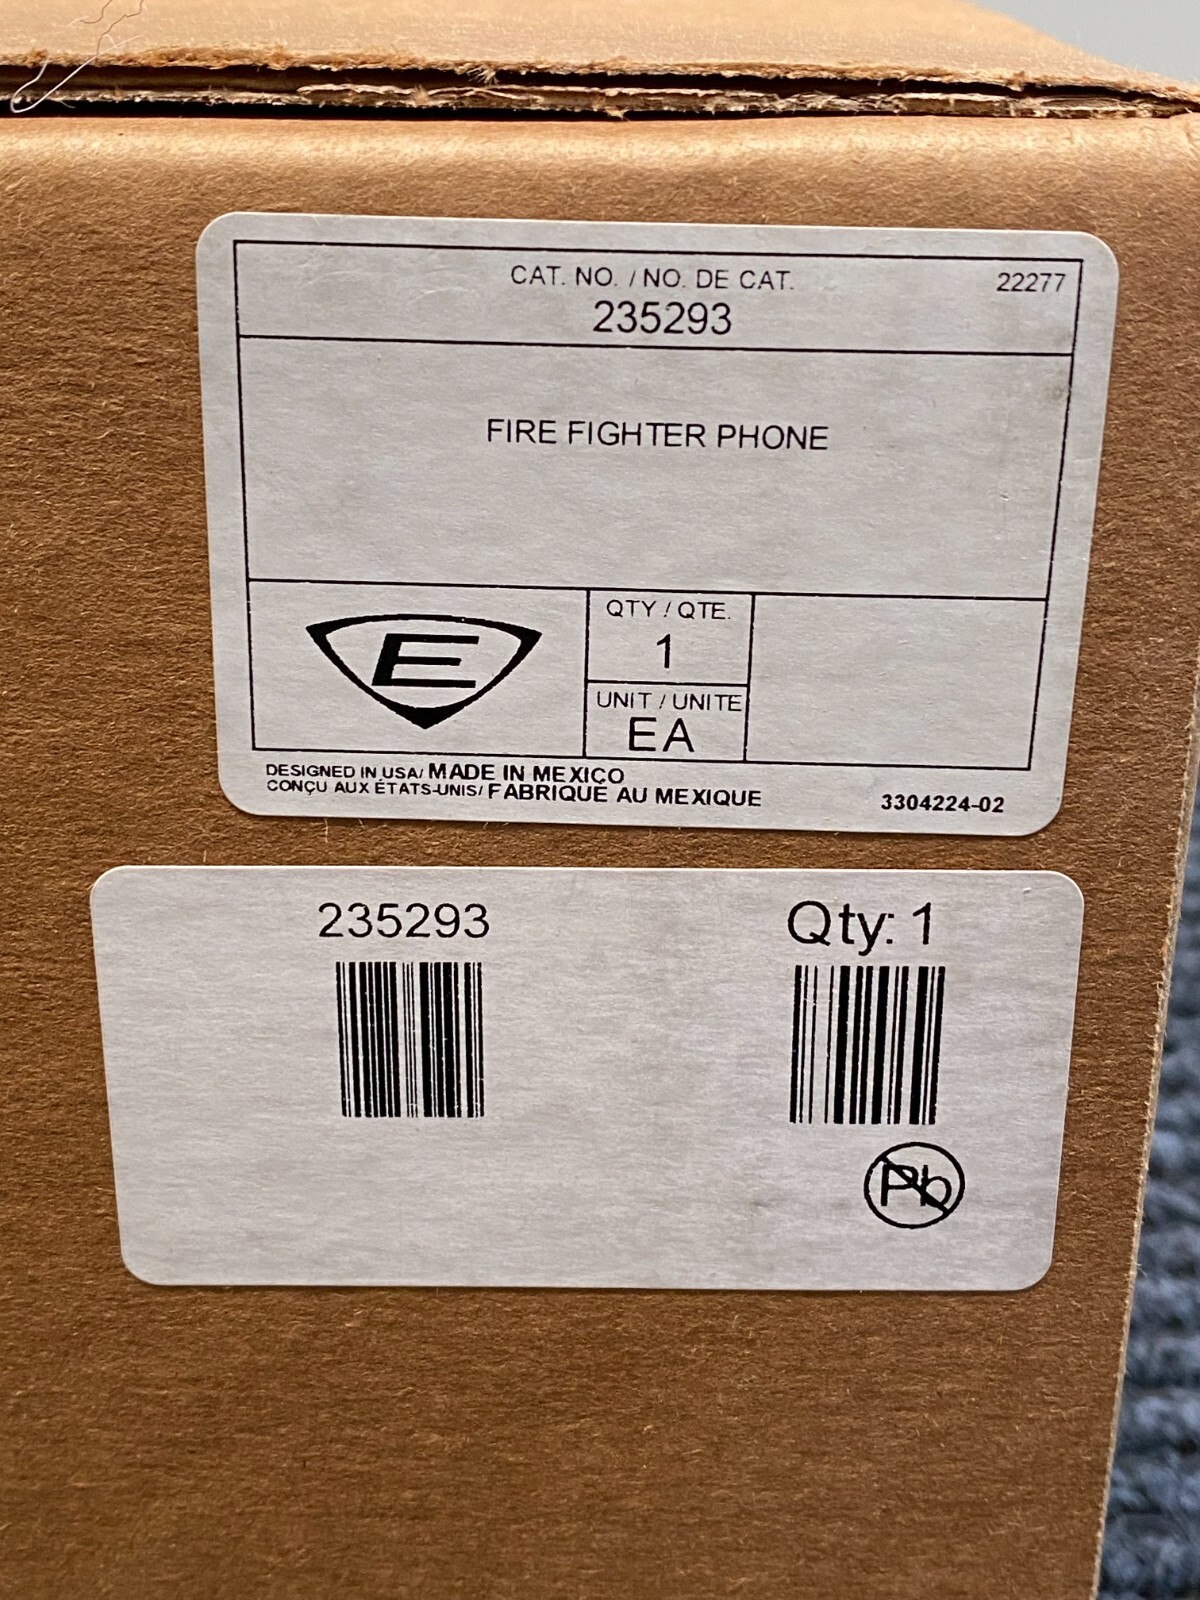 CAT. NO. / NO. DE CAT. 22277
235293
FIRE FIGHTER PHONE
E
QTY / QTE.
1
UNIT / UNITE
EA
DESIGNED IN USA/ MADE IN MEXICO
CONÇU AUX ÉTATS-UNIS/ FABRIQUE AU MEXIQUE
3304224-02
235293 Qty: 1
Pb